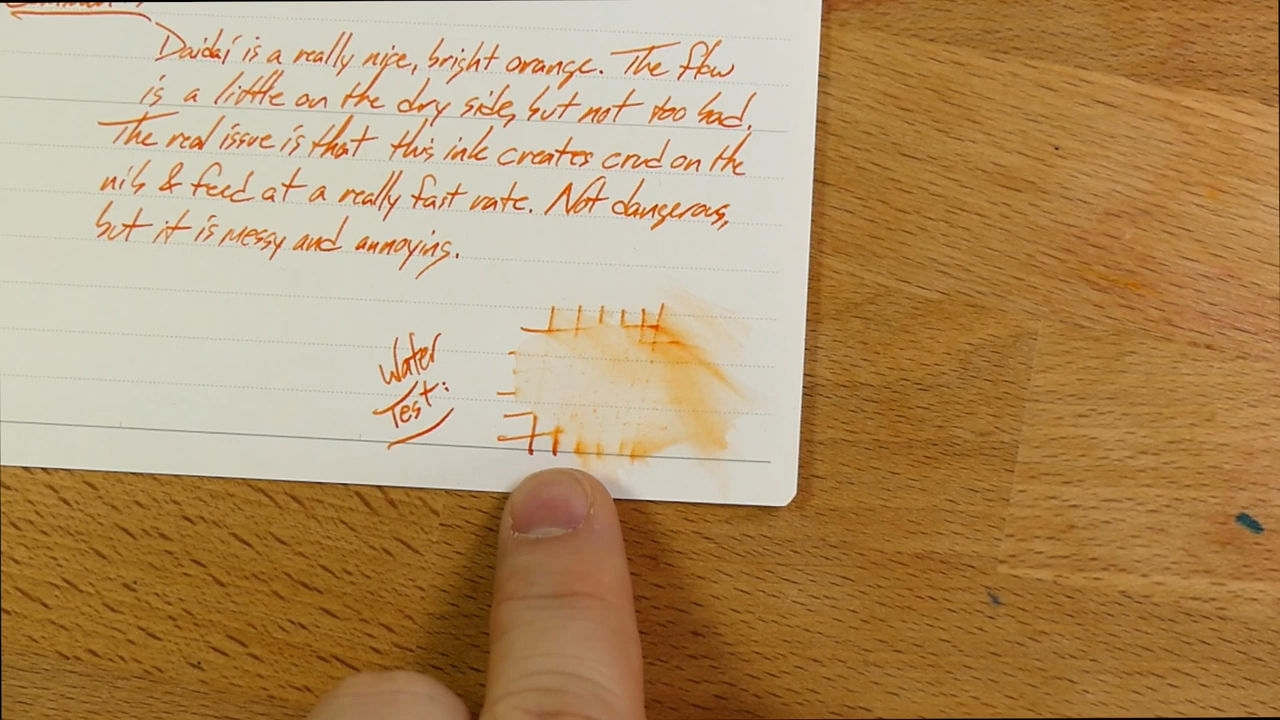 Daidai is a really nice, bright orange. The flow
is a little on the dry side, but not too bad.
The real issue is that this ink creates crud on the
nib & feed at a really fast rate. Not dangerous,
but it is messy and annoying.
Water
Test: